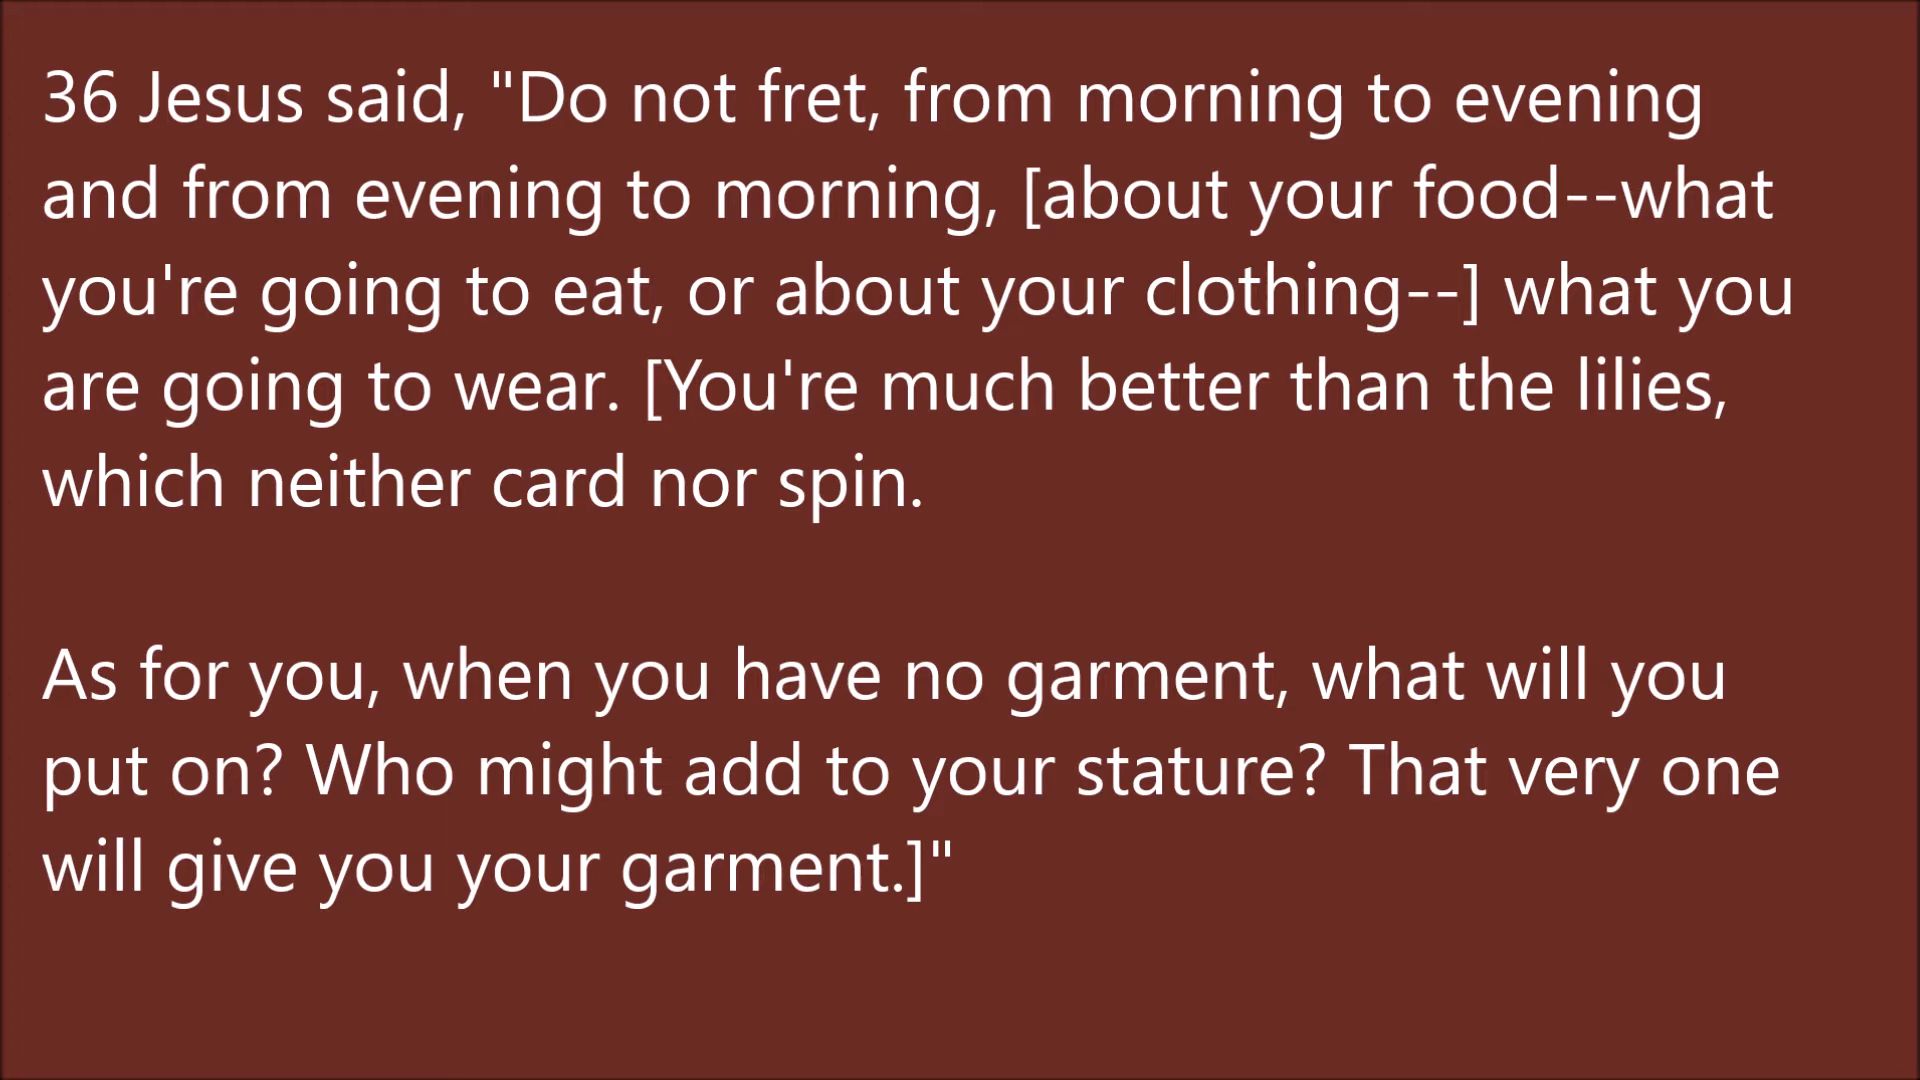 36 Jesus said, "Do not fret, from morning to evening
and from evening to morning, [about your food--what
you're going to eat, or about your clothing--] what you
are going to wear. [You're much better than the lilies,
which neither card nor spin.
As for you, when you have no garment, what will you
put on? Who might add to your stature? That very one
will give you your garment.]"